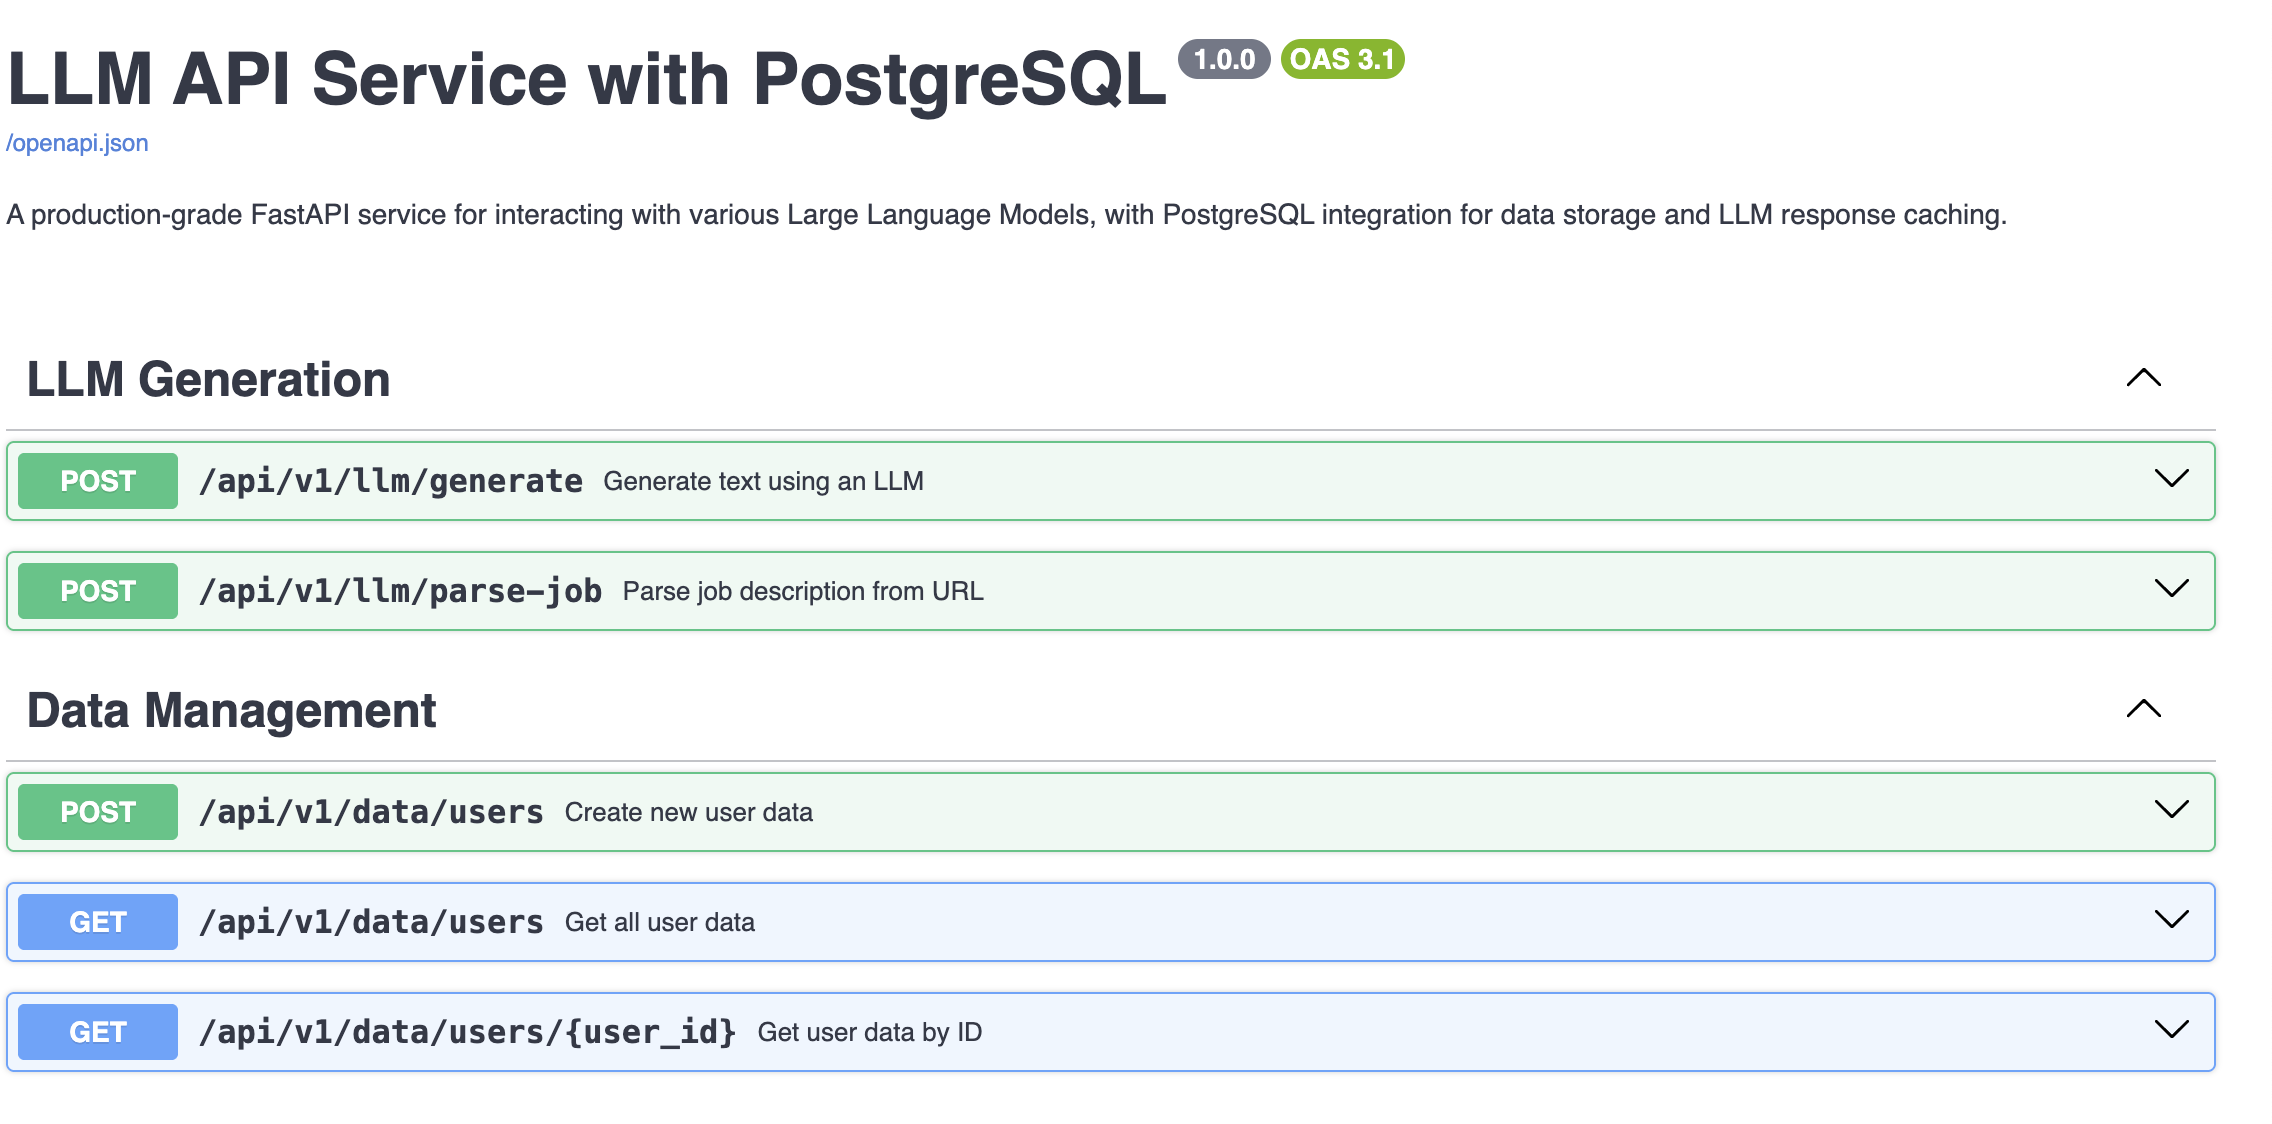 LLM API Service with PostgreSQL 1.0.0 OAS 3.1
/openapi.json
A production-grade FastAPI service for interacting with various Large Language Models, with PostgreSQL integration for data storage and LLM response caching.
LLM Generation
POST /api/v1/llm/generate Generate text using an LLM
POST /api/v1/llm/parse-job Parse job description from URL
Data Management
POST /api/v1/data/users Create new user data
GET /api/v1/data/users Get all user data
GET /api/v1/data/users/{user_id} Get user data by ID